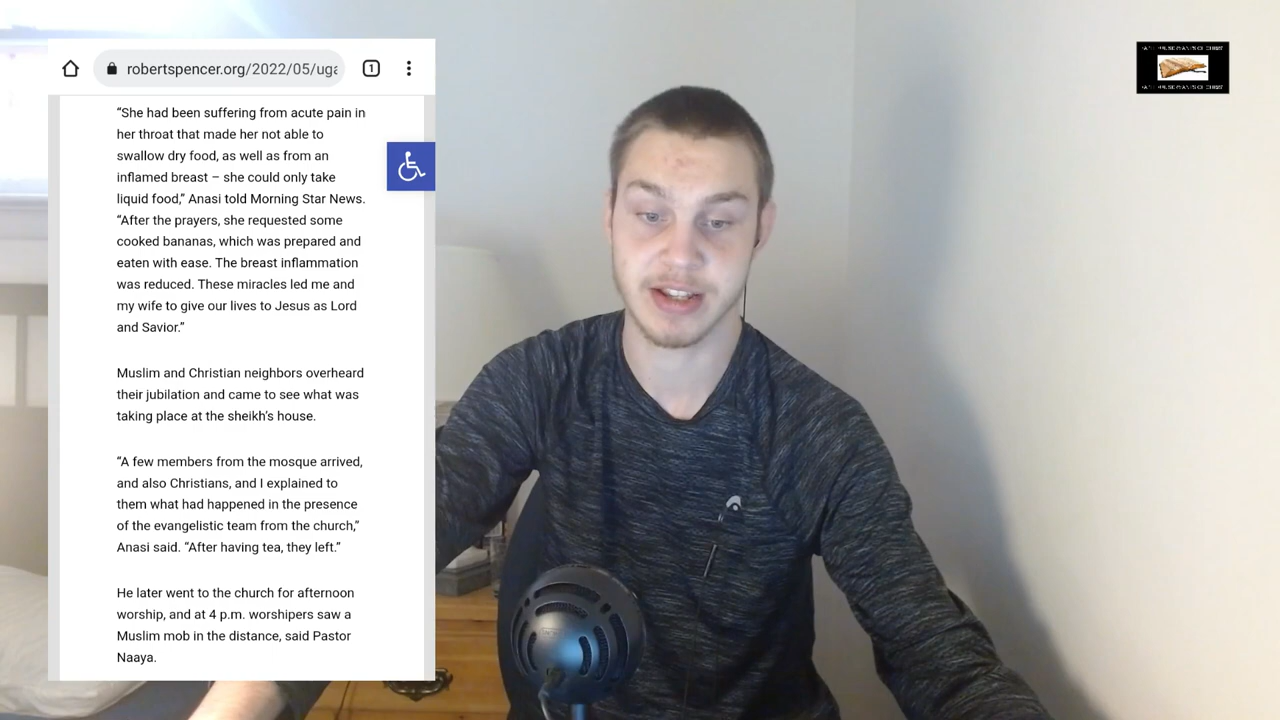 robertspencer.org/2022/05/uga
1
“She had been suffering from acute pain in
her throat that made her not able to
swallow dry food, as well as from an
inflamed breast – she could only take
liquid food,” Anasi told Morning Star News.
“After the prayers, she requested some
cooked bananas, which was prepared and
eaten with ease. The breast inflammation
was reduced. These miracles led me and
my wife to give our lives to Jesus as Lord
and Savior.”
Muslim and Christian neighbors overheard
their jubilation and came to see what was
taking place at the sheikh’s house.
“A few members from the mosque arrived,
and also Christians, and I explained to
them what had happened in the presence
of the evangelistic team from the church,”
Anasi said. “After having tea, they left.”
He later went to the church for afternoon
worship, and at 4 p.m. worshipers saw a
Muslim mob in the distance, said Pastor
Naaya.